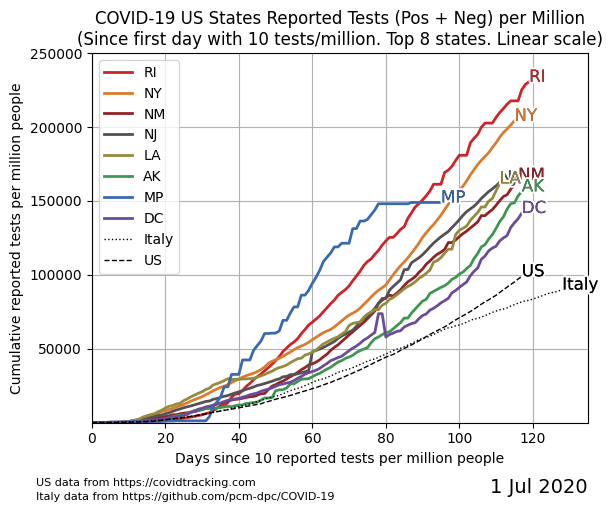 COVID-19 US States Reported Tests (Pos + Neg) per Million
(Since first day with 10 tests/million. Top 8 states. Linear scale)
Cumulative reported tests per million people
250000
200000
150000
100000
50000
RI
NY
NM
NJ
LA
AK
MP
DC
Italy
US
RI
NY
MP
LA
NM
AK
DC
US
Italy
0
20
40
60
80
100
120
Days since 10 reported tests per million people
US data from https://covidtracking.com
Italy data from https://github.com/pcm-dpc/COVID-19
1 Jul 2020